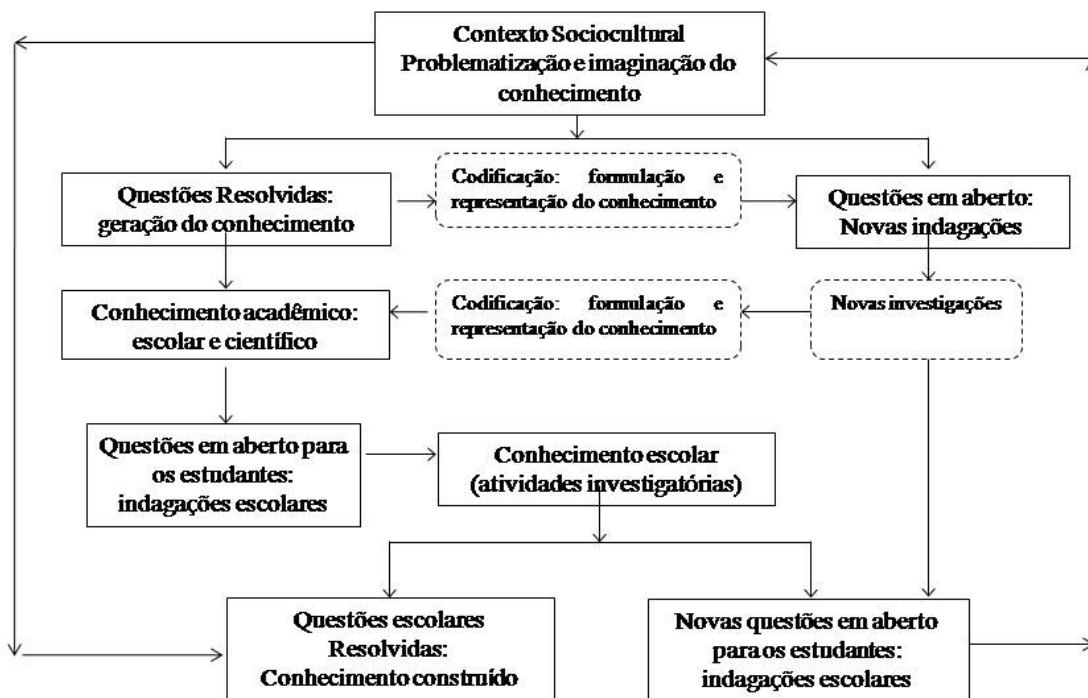 Contexto Sociocultural
Problematização e imaginação do
conhecimento
Questões Resolvidas:
geração do conhecimento
Codificação: formulação e
representação do conhecimento
Questões em aberto:
Novas indagações
Conhecimento acadêmico:
escolar e científico
Codificação: formulação e
representação do conhecimento
Novas investigações
Questões em aberto para
os estudantes:
indagações escolares
Conhecimento escolar
(atividades investigatórias)
Questões escolares
Resolvidas:
Conhecimento construído
Novas questões em aberto
para os estudantes:
indagações escolares